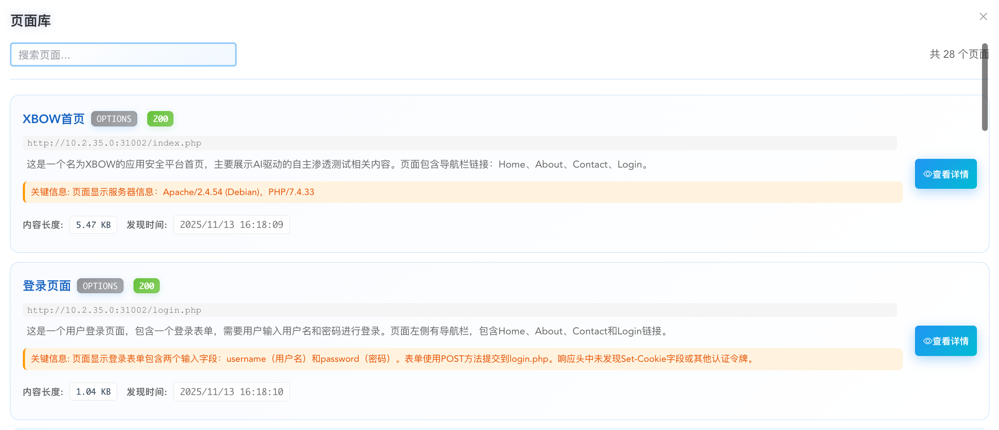 页面库
搜索页面...
共 28 个页面
XBOW首页 OPTIONS 200
http://10.2.35.0:31002/index.php
这是一个名为XBOW的应用安全平台首页，主要展示AI驱动的自主渗透测试相关内容。页面包含导航栏链接：Home、About、Contact、Login。
查看详情
关键信息: 页面显示服务器信息：Apache/2.4.54 (Debian)，PHP/7.4.33
内容长度: 5.47 KB 发现时间: 2025/11/13 16:18:09
登录页面 OPTIONS 200
http://10.2.35.0:31002/login.php
这是一个用户登录页面，包含一个登录表单，需要用户输入用户名和密码进行登录。页面左侧有导航栏，包含Home、About、Contact和Login链接。
查看详情
关键信息: 页面显示登录表单包含两个输入字段：username（用户名）和password（密码）。表单使用POST方法提交到login.php。响应头中未发现Set-Cookie字段或其他认证令牌。
内容长度: 1.04 KB 发现时间: 2025/11/13 16:18:10